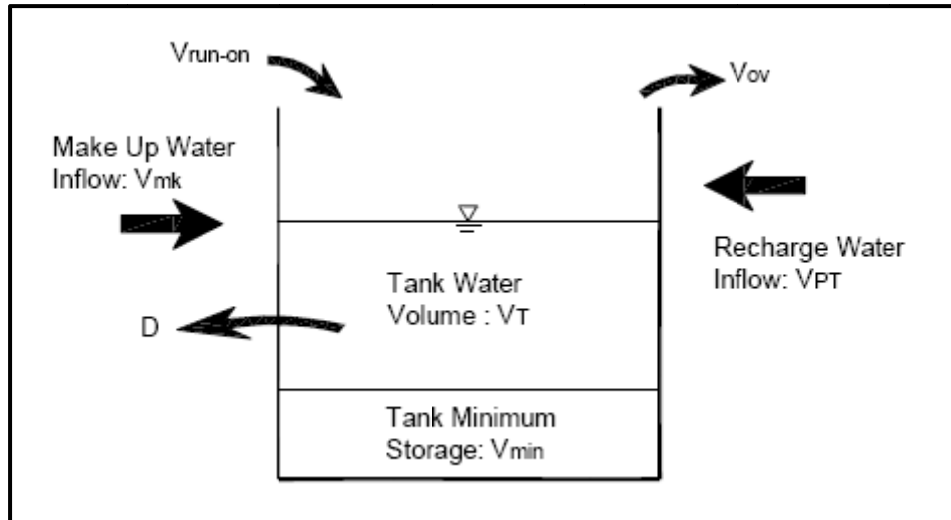 Vrun-on
Vov
Make Up Water
Inflow: Vmk
Recharge Water
Inflow: VPT
Tank Water
Volume : VT
D
Tank Minimum
Storage: Vmin